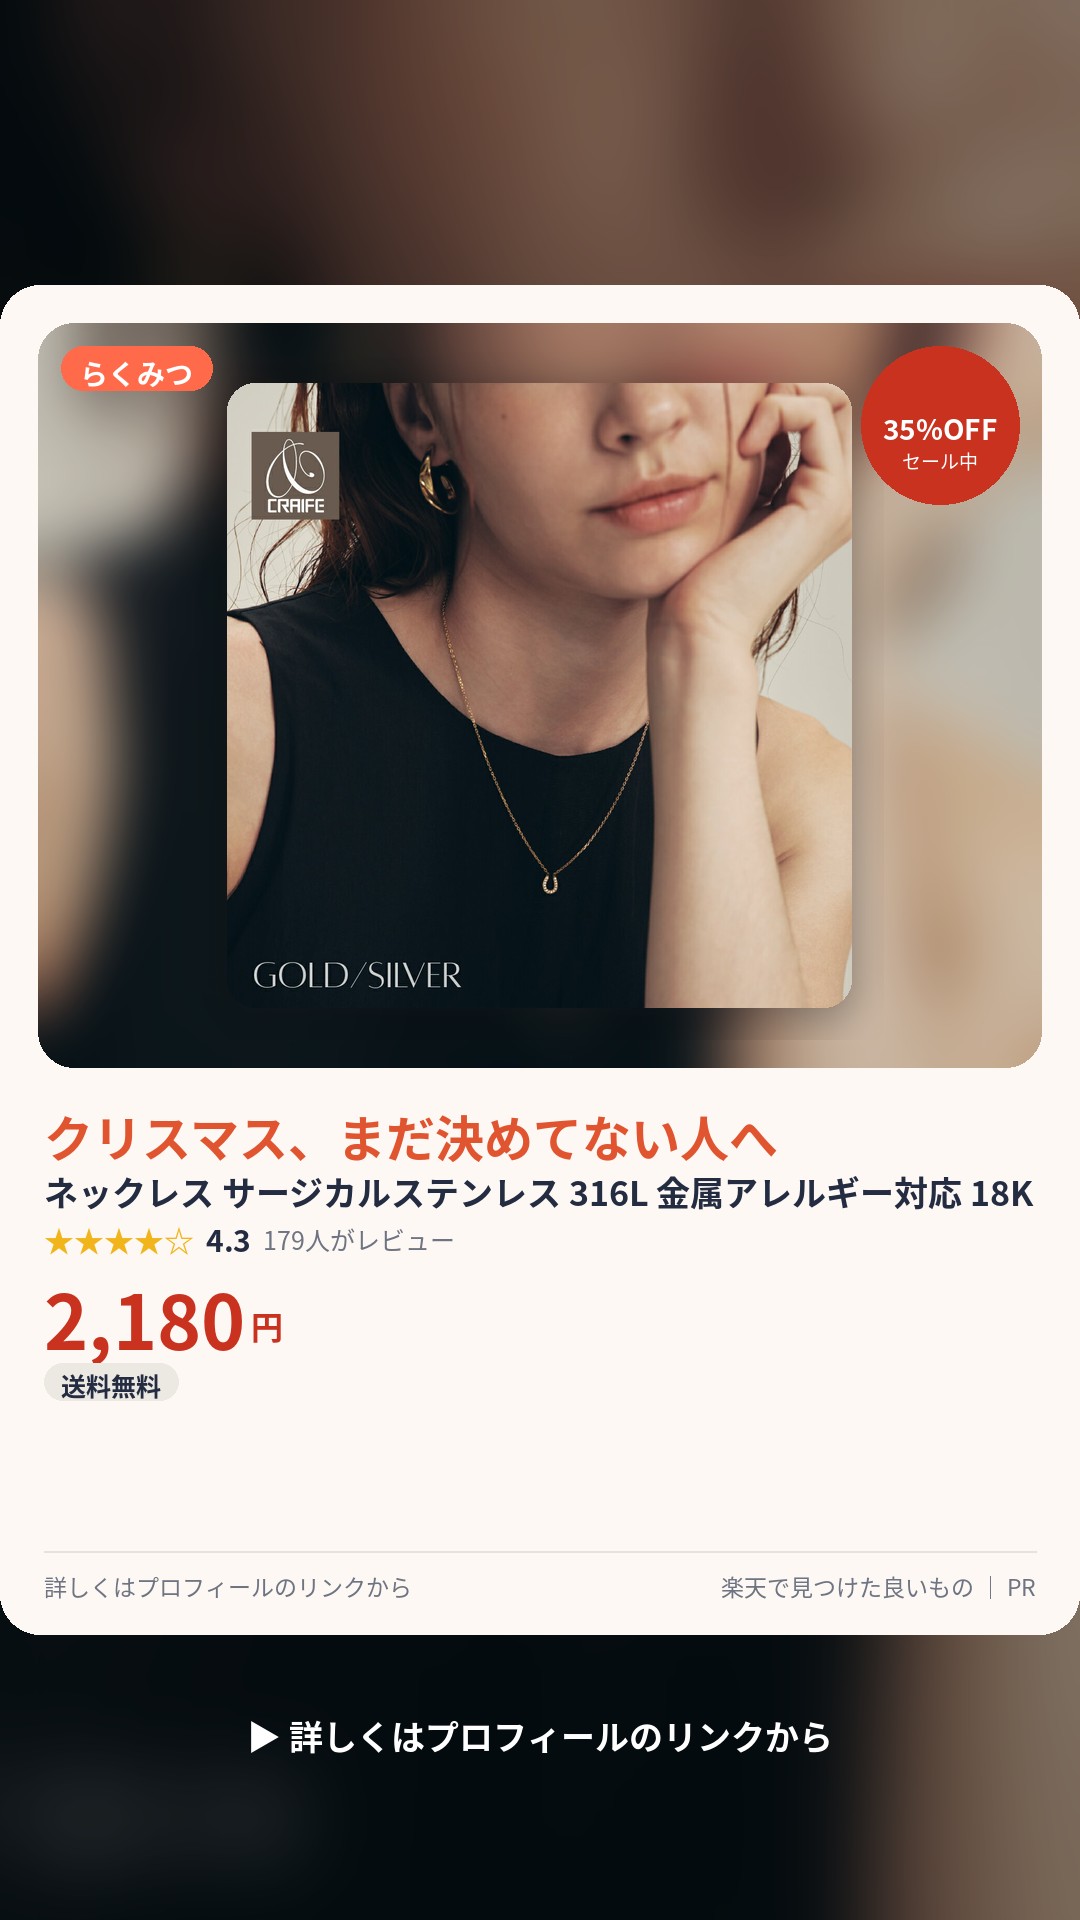 らくみつ
35%OFF
セール中
CRAIFE
GOLD/SILVER
クリスマス、まだ決めてない人へ
ネックレス サージカルステンレス 316L 金属アレルギー対応 18K
★★★★☆ 4.3 179人がレビュー
2,180円
送料無料
詳しくはプロフィールのリンクから
楽天で見つけた良いもの｜PR
▶ 詳しくはプロフィールのリンクから